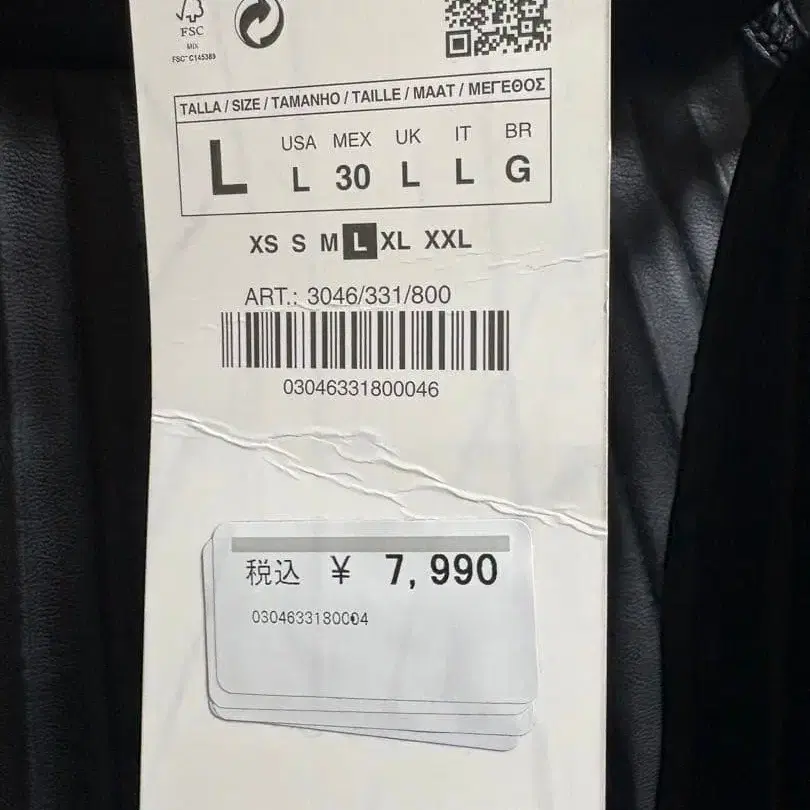 FSC
MIX
FSC® C145389
TALLA / SIZE / TAMANHO / TAILLE / MAAT / ΜΕΓΕΘΟΣ
USA MEX UK IT BR
L L 30 L L G
XS S M L XL XXL
ART.: 3046/331/800
03046331800046
税込 ¥ 7,990
0304633180004